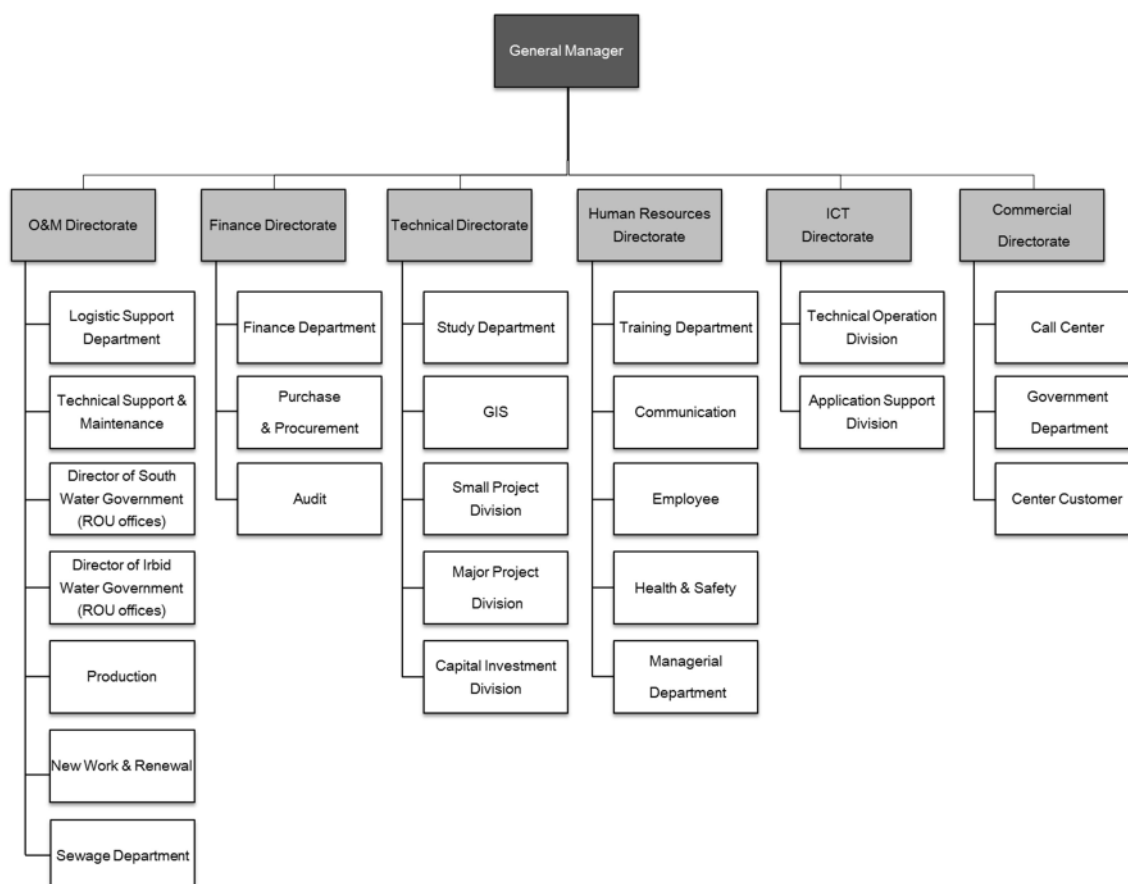 General Manager
O&M Directorate
Finance Directorate
Technical Directorate
Human Resources
Directorate
ICT
Directorate
Commercial
Directorate
Logistic Support
Department
Technical Support &
Maintenance
Director of South
Water Government
(ROU offices)
Director of Irbid
Water Government
(ROU offices)
Production
New Work & Renewal
Sewage Department
Finance Department
Purchase
& Procurement
Audit
Study Department
GIS
Small Project
Division
Major Project
Division
Capital Investment
Division
Training Department
Communication
Employee
Health & Safety
Managerial
Department
Technical Operation
Division
Application Support
Division
Call Center
Government
Department
Center Customer